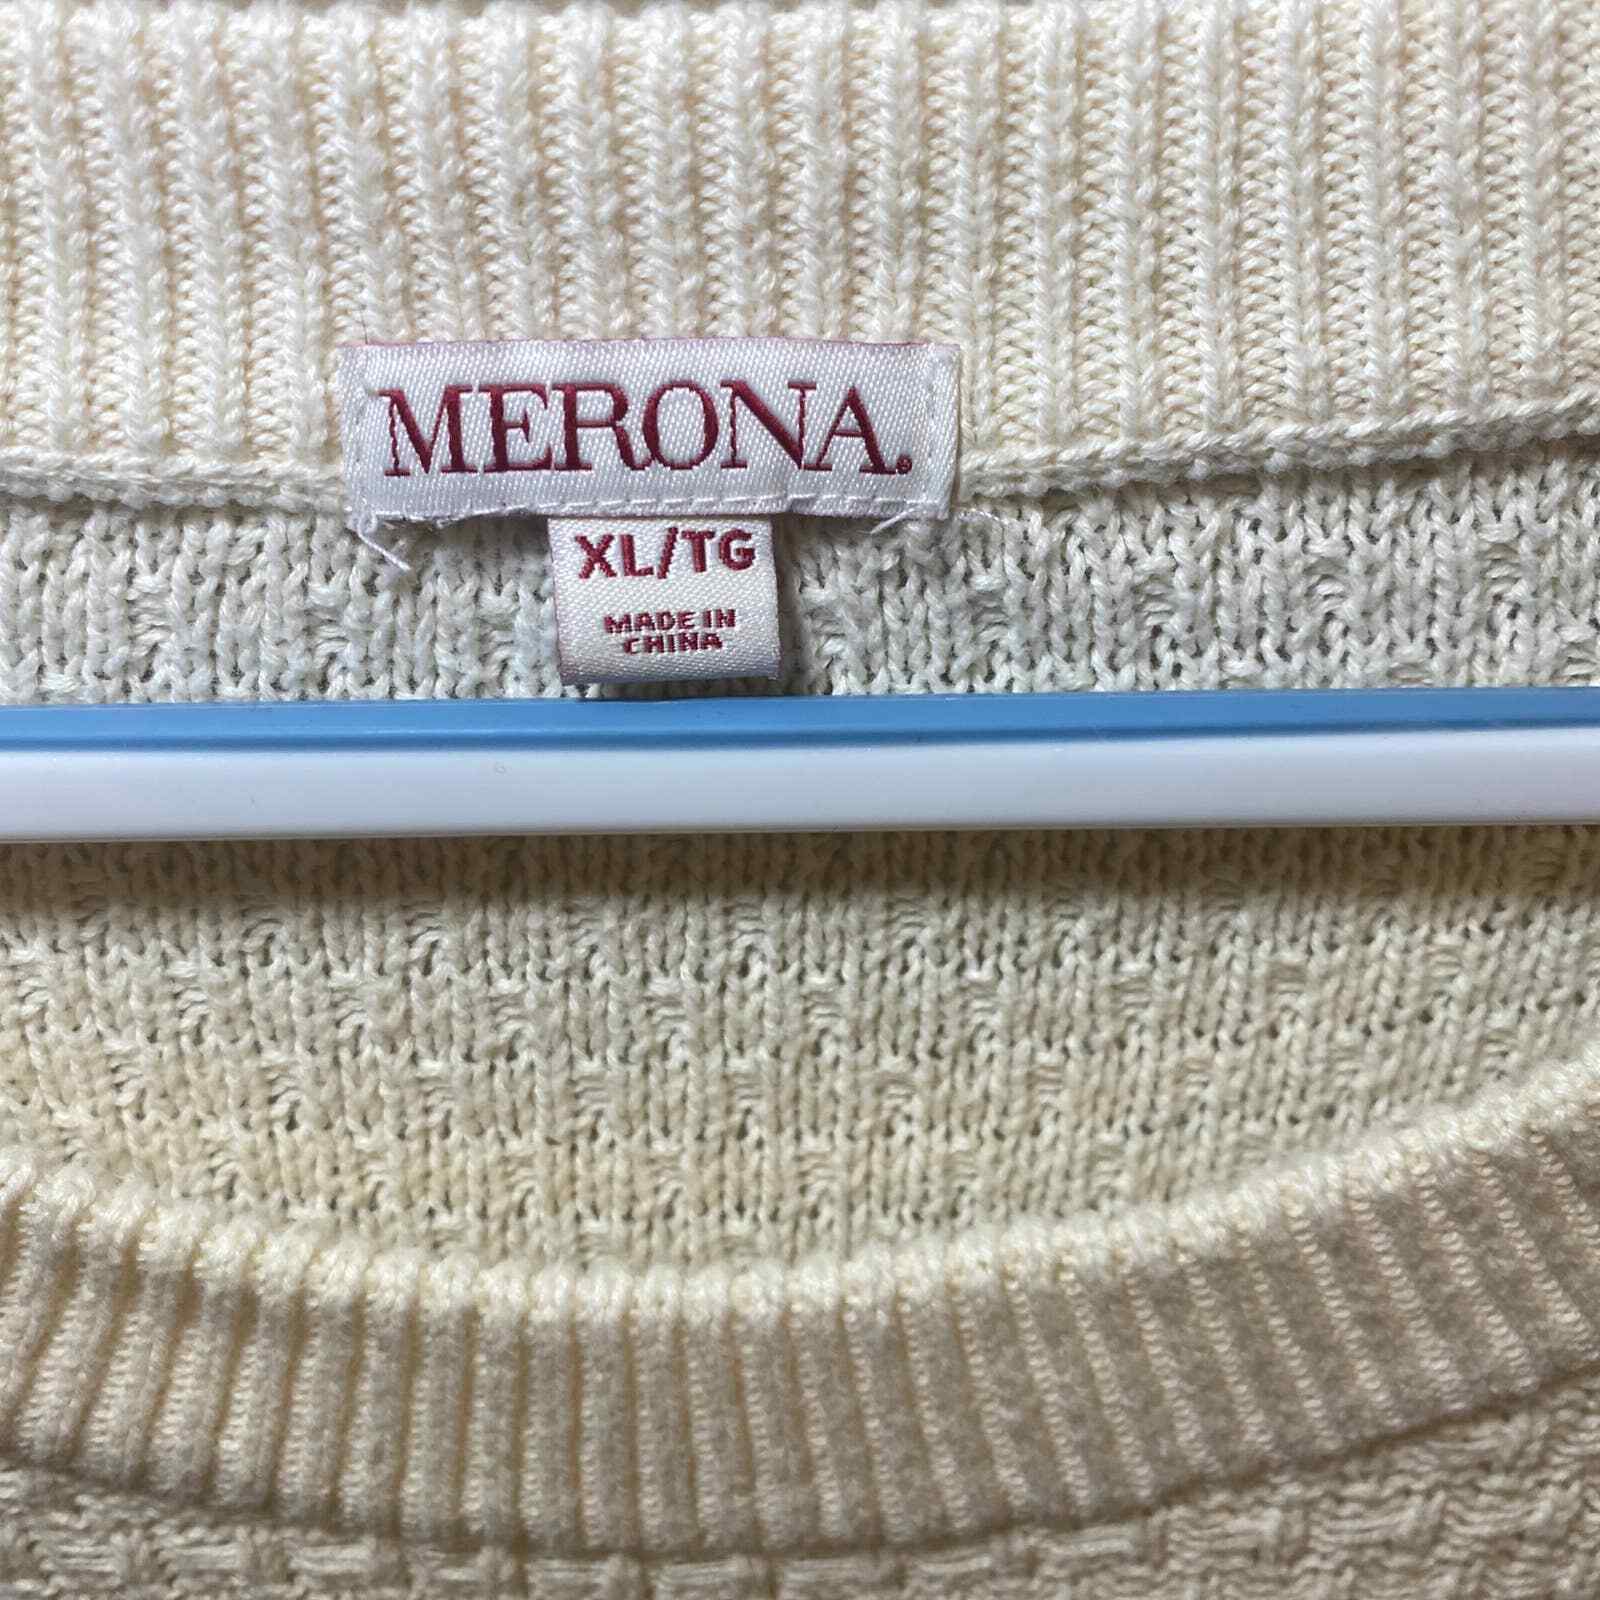 MERONA.
XL/TG
MADE IN
CHINA